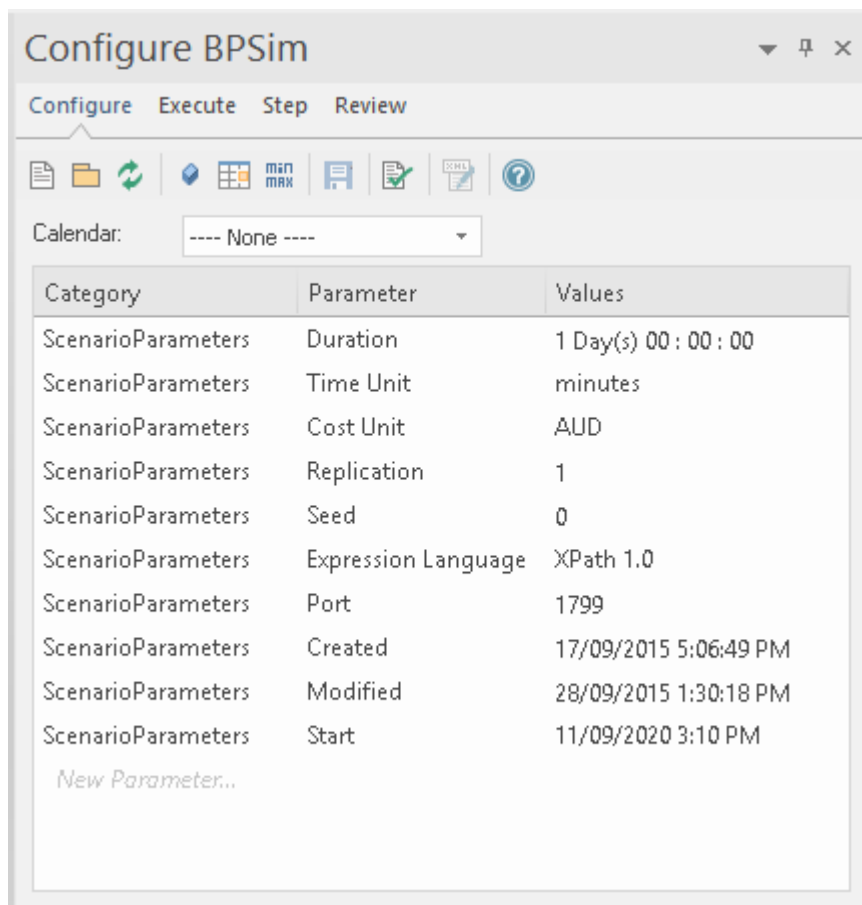 Configure BPSim
Configure Execute Step Review
min
max
XML
Calendar: ---- None ----
Category Parameter Values
ScenarioParameters Duration 1 Day(s) 00 : 00 : 00
ScenarioParameters Time Unit minutes
ScenarioParameters Cost Unit AUD
ScenarioParameters Replication 1
ScenarioParameters Seed 0
ScenarioParameters Expression Language XPath 1.0
ScenarioParameters Port 1799
ScenarioParameters Created 17/09/2015 5:06:49 PM
ScenarioParameters Modified 28/09/2015 1:30:18 PM
ScenarioParameters Start 11/09/2020 3:10 PM
New Parameter...